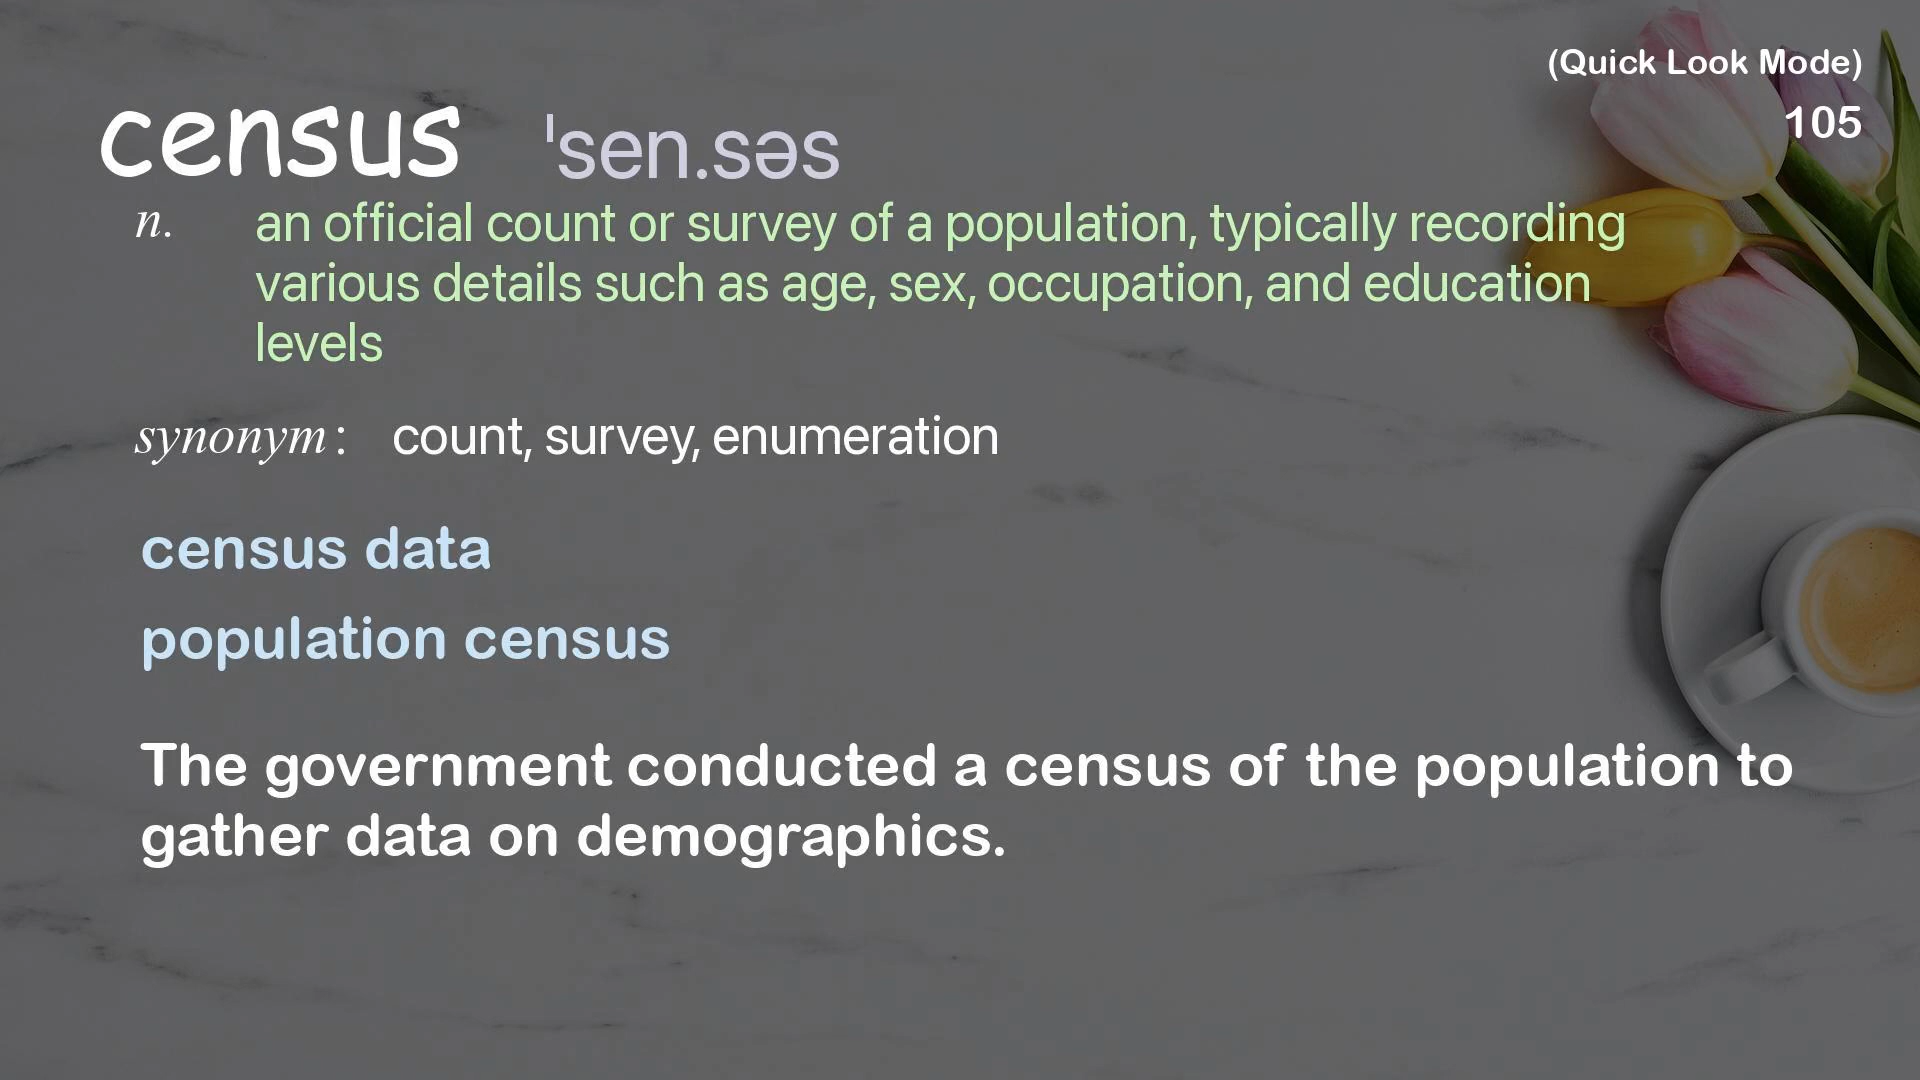 (Quick Look Mode)
105
census ˈsen.səs
n. an official count or survey of a population, typically recording
various details such as age, sex, occupation, and education
levels
synonym: count, survey, enumeration
census data
population census
The government conducted a census of the population to
gather data on demographics.